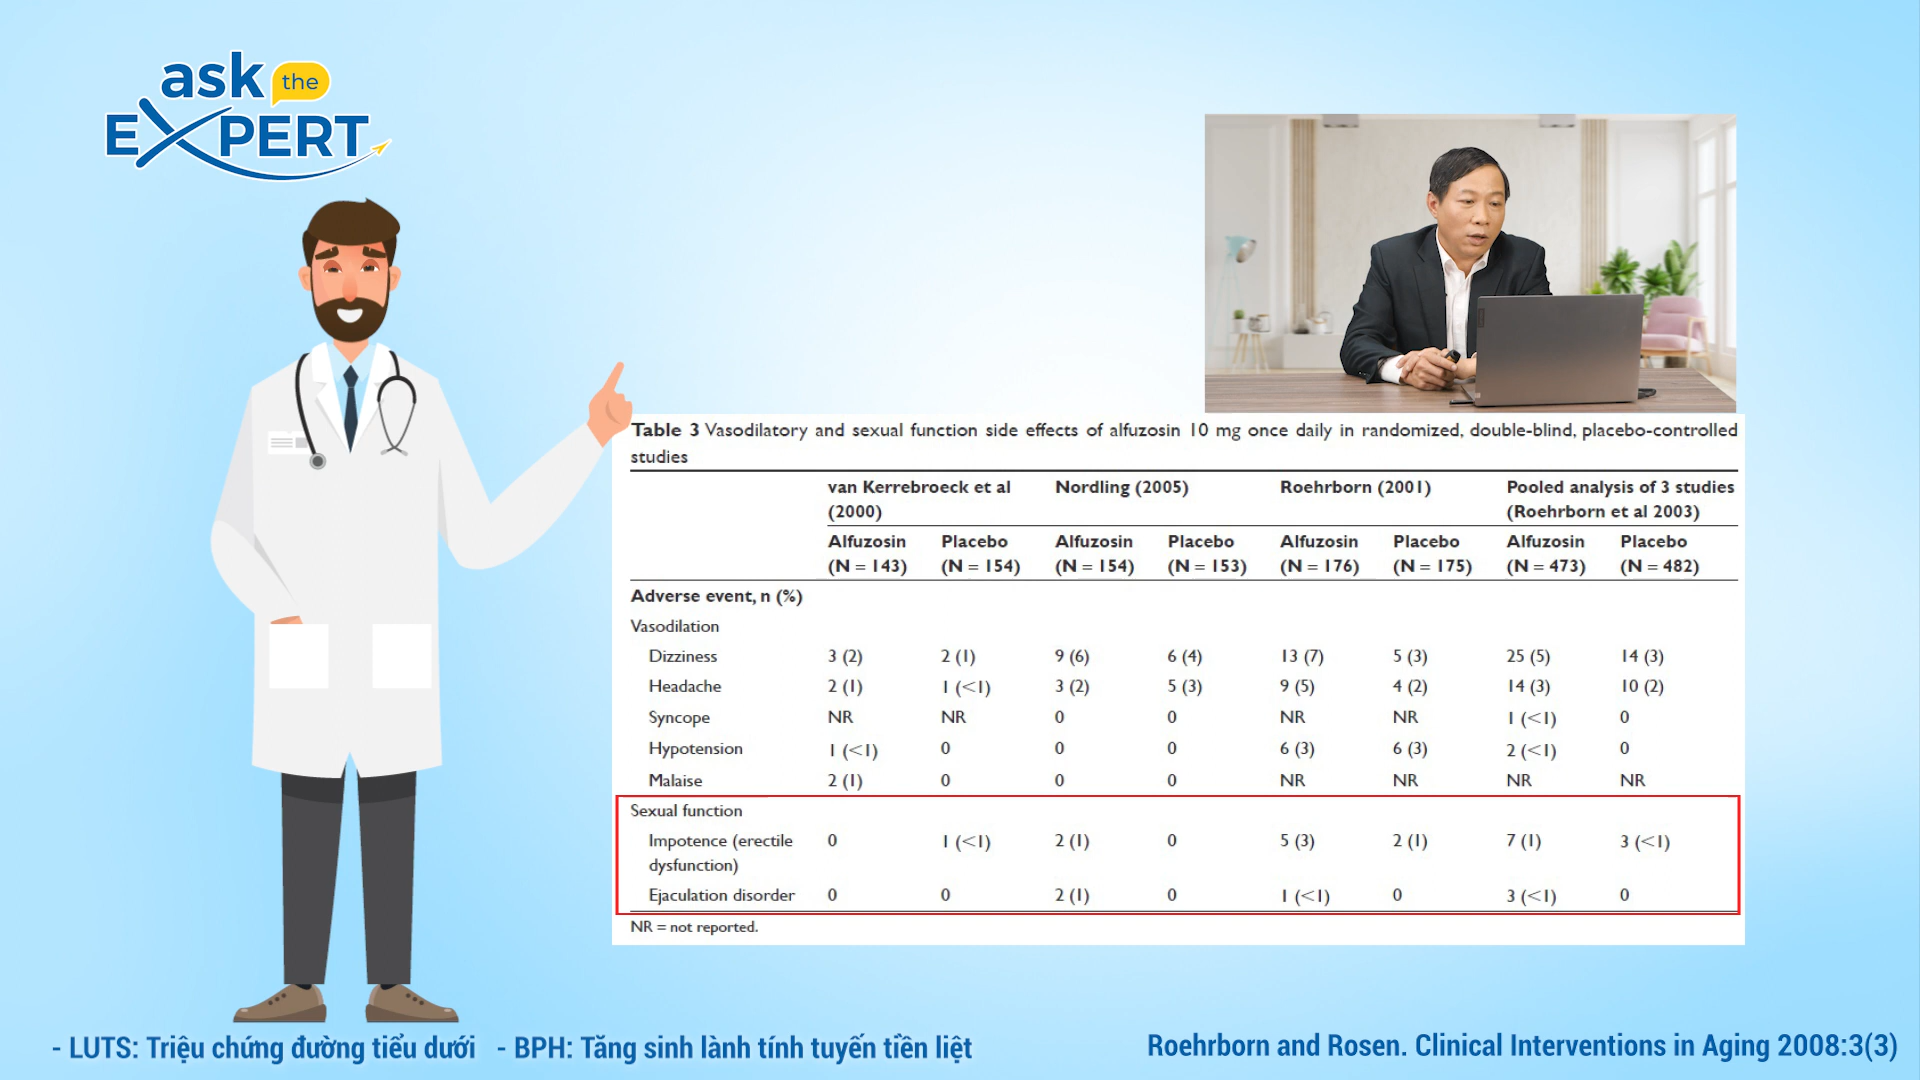 ask the
EXPERT
Table 3 Vasodilatory and sexual function side effects of alfuzosin 10 mg once daily in randomized, double-blind, placebo-controlled
studies
van Kerrebroeck et al Nordling (2005) Roehrborn (2001) Pooled analysis of 3 studies
(2000) (Roehrborn et al 2003)
Alfuzosin Placebo Alfuzosin Placebo Alfuzosin Placebo Alfuzosin Placebo
(N = 143) (N = 154) (N = 154) (N = 153) (N = 176) (N = 175) (N = 473) (N = 482)
Adverse event, n (%)
Vasodilation
Dizziness 3 (2) 2 (1) 9 (6) 6 (4) 13 (7) 5 (3) 25 (5) 14 (3)
Headache 2 (1) 1 (<1) 3 (2) 5 (3) 9 (5) 4 (2) 14 (3) 10 (2)
Syncope NR NR 0 0 NR NR 1 (<1) 0
Hypotension 1 (<1) 0 0 0 6 (3) 6 (3) 2 (<1) 0
Malaise 2 (1) 0 0 0 NR NR NR NR
Sexual function
Impotence (erectile 0 1 (<1) 2 (1) 0 5 (3) 2 (1) 7 (1) 3 (<1)
dysfunction)
Ejaculation disorder 0 0 2 (1) 0 1 (<1) 0 3 (<1) 0
NR = not reported.
- LUTS: Triệu chứng đường tiểu dưới - BPH: Tăng sinh lành tính tuyến tiền liệt
Roehrborn and Rosen. Clinical Interventions in Aging 2008:3(3)